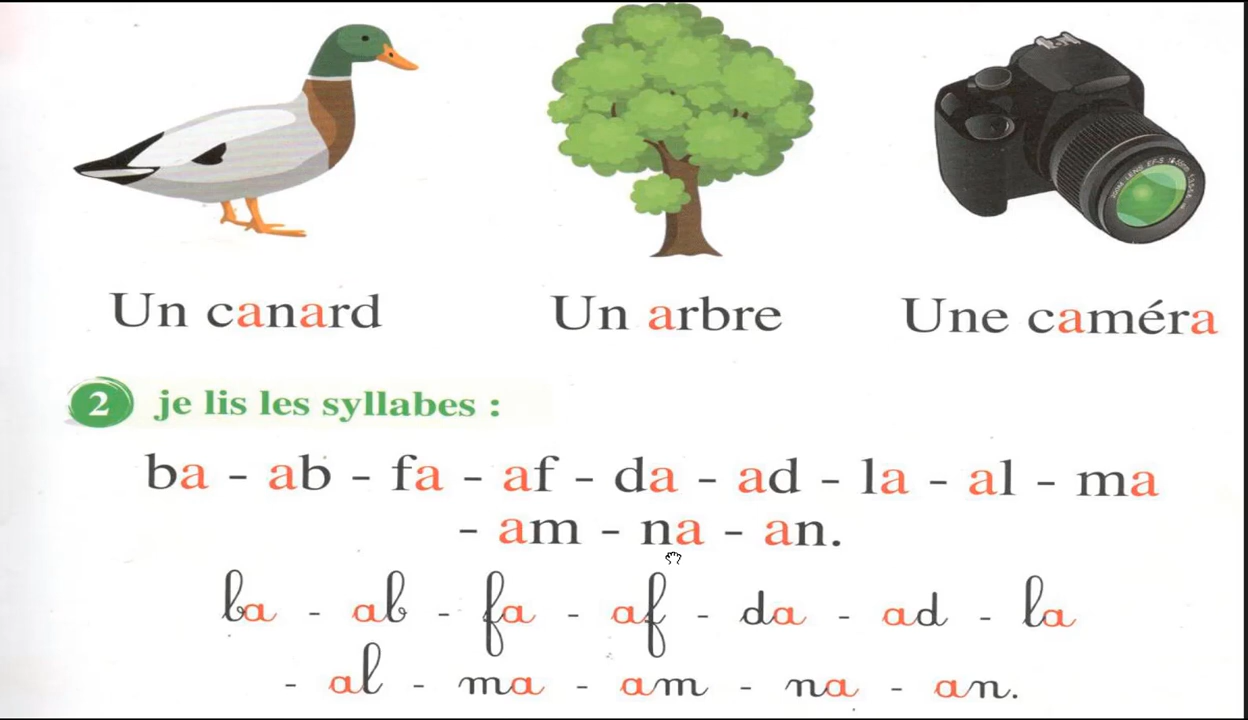 Un canard Un arbre Une caméra
2 je lis les syllabes :
ba - ab - fa - af - da - ad - la - al - ma
- am - na - an.
ba - ab - fa - af - da - ad - la
- al - ma - am - na - an.